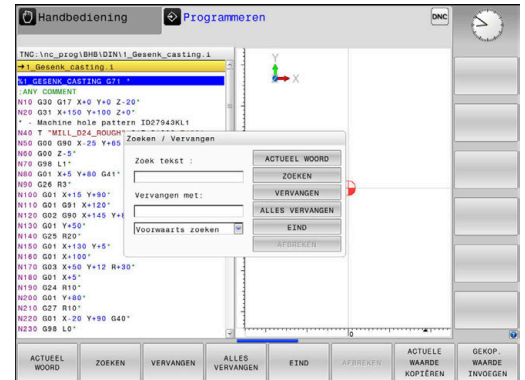 Handbediening
Programmeren
DNC
TNC:\nc_prog\BHB\DIN\1_Gesenk_casting.i
→1_Gesenk_casting.i
%1_GESENK_CASTING G71 *
;ANY COMMENT
N10 G30 G17 X+0 Y+0 Z-20*
N20 G31 X+150 Y+100 Z+0*
* - Machine hole pattern ID27943KL1
N40 T "MILL_D24_ROUGH"
N50 G00 G90 X-25 Y+65
N60 G00 Z-5*
N70 G98 L1*
N80 G01 X+5 Y+80 G41*
N90 G26 R3*
N100 G01 X+15 Y+90*
N110 G01 G91 X+120*
N120 G02 G90 X+145 Y+
N130 G01 Y+50*
N140 G25 R20*
N150 G01 X+130 Y+5*
N160 G01 X+100*
N170 G03 X+50 Y+12 R+30*
N180 G01 X+5*
N190 G24 R10*
N200 G01 Y+80*
N210 G27 R10*
N220 G01 X-20 Y+90 G40*
N230 G98 L0*
Y
X
0
Zoeken / Vervangen
Zoek tekst :
Vervangen met:
Voorwaarts zoeken
ACTUEEL WOORD
ZOEKEN
VERVANGEN
ALLES VERVANGEN
EIND
AFBREKEN
ACTUEEL
WOORD
ZOEKEN
VERVANGEN
ALLES
VERVANGEN
EIND
AFBREKEN
ACTUELE
WAARDE
KOPIËREN
GEKOP.
WAARDE
INVOEGEN